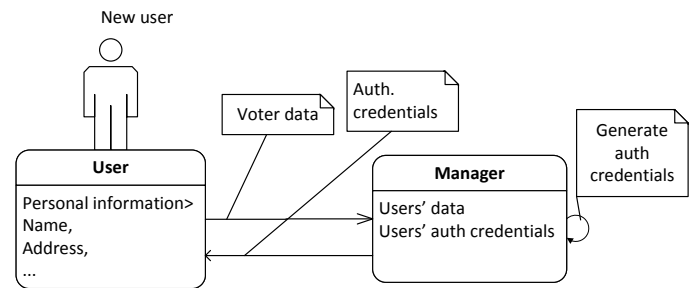 New user
Voter data
Auth.
credentials
Generate
auth
credentials
User
Personal information>
Name,
Address,
...
Manager
Users’ data
Users’ auth credentials